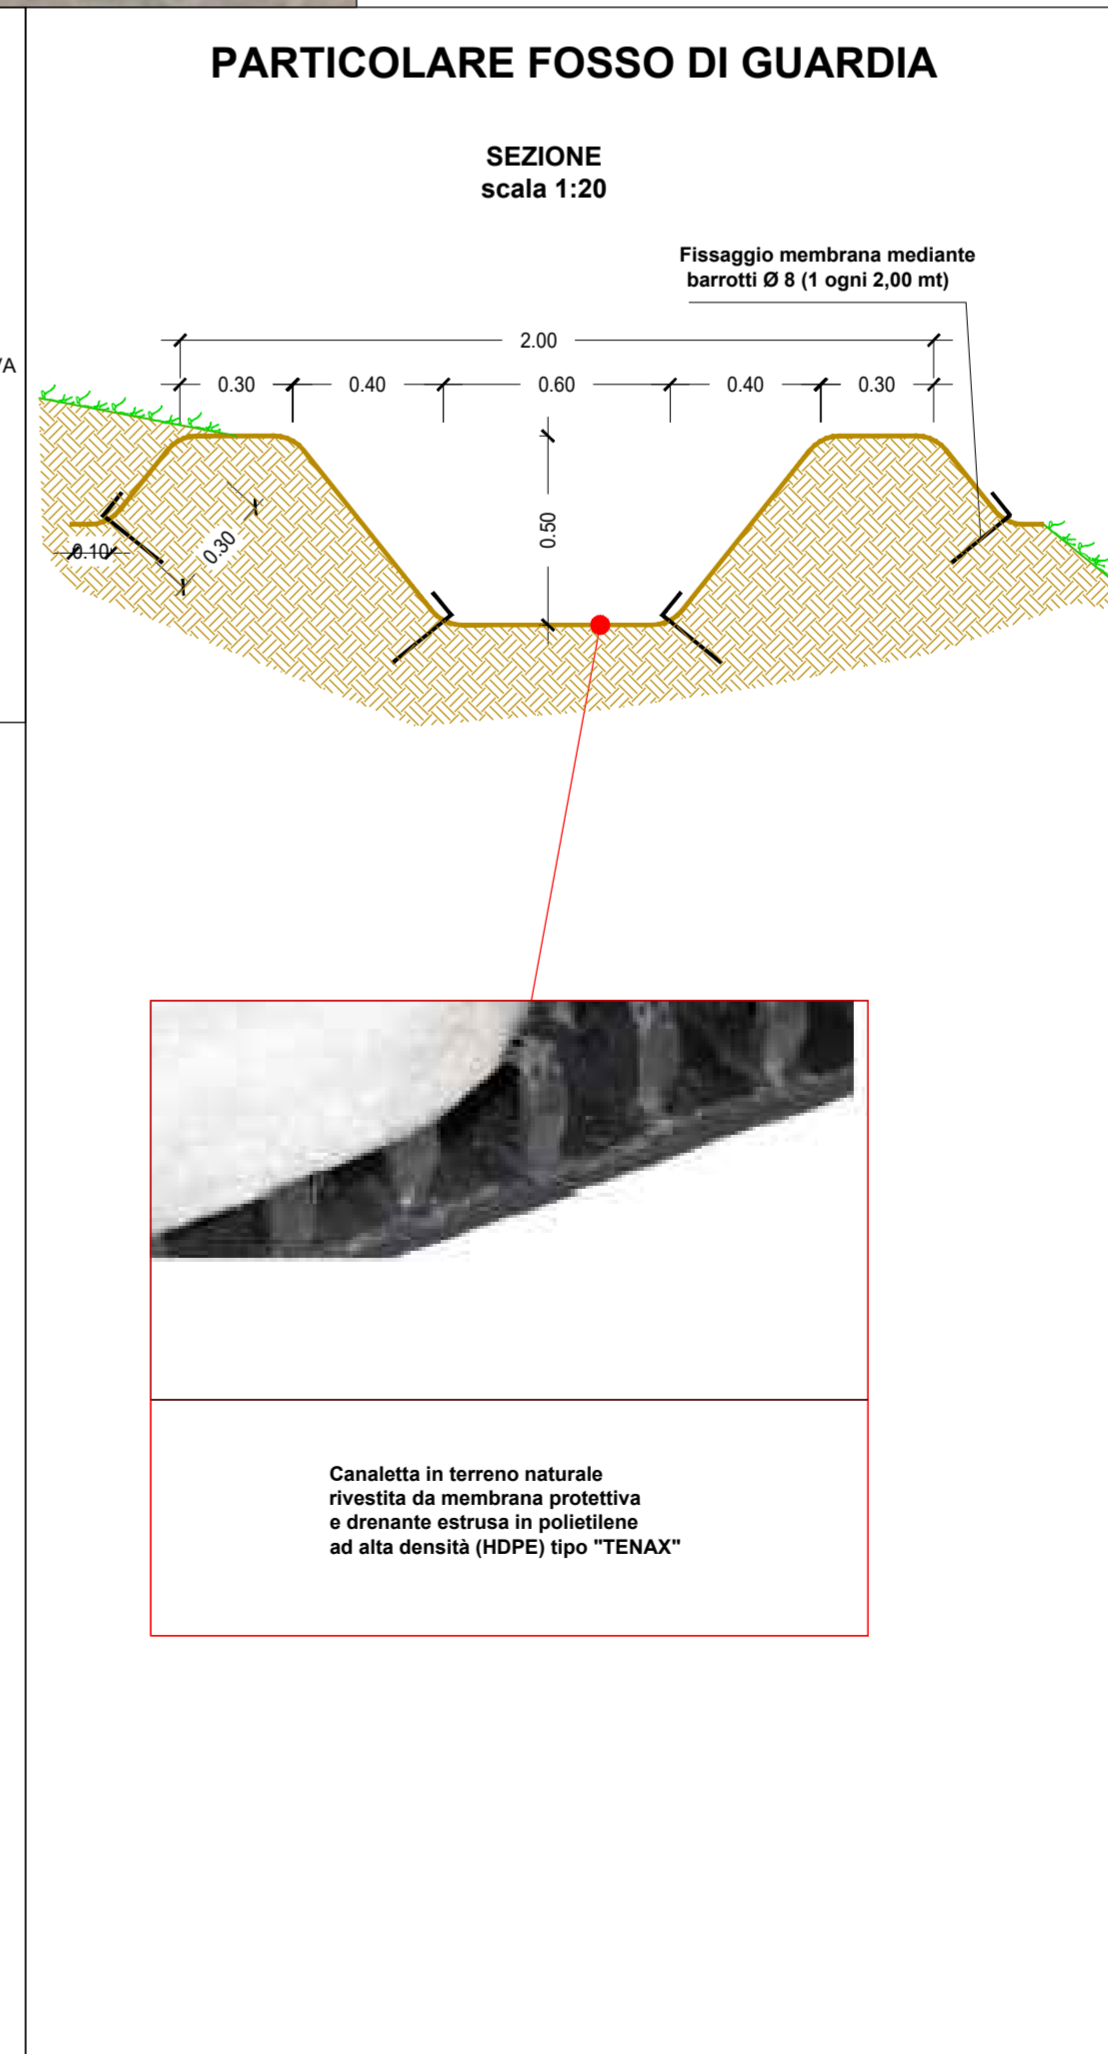 PARTICOLARE FOSSO DI GUARDIA
SEZIONE
scala 1:20
Fissaggio membrana mediante
barrotti Ø 8 (1 ogni 2,00 mt)
2.00
0.30 0.40 0.60 0.40 0.30
0.50
0.30
0.10
Canaletta in terreno naturale
rivestita da membrana protettiva
e drenante estrusa in polietilene
ad alta densità (HDPE) tipo "TENAX"